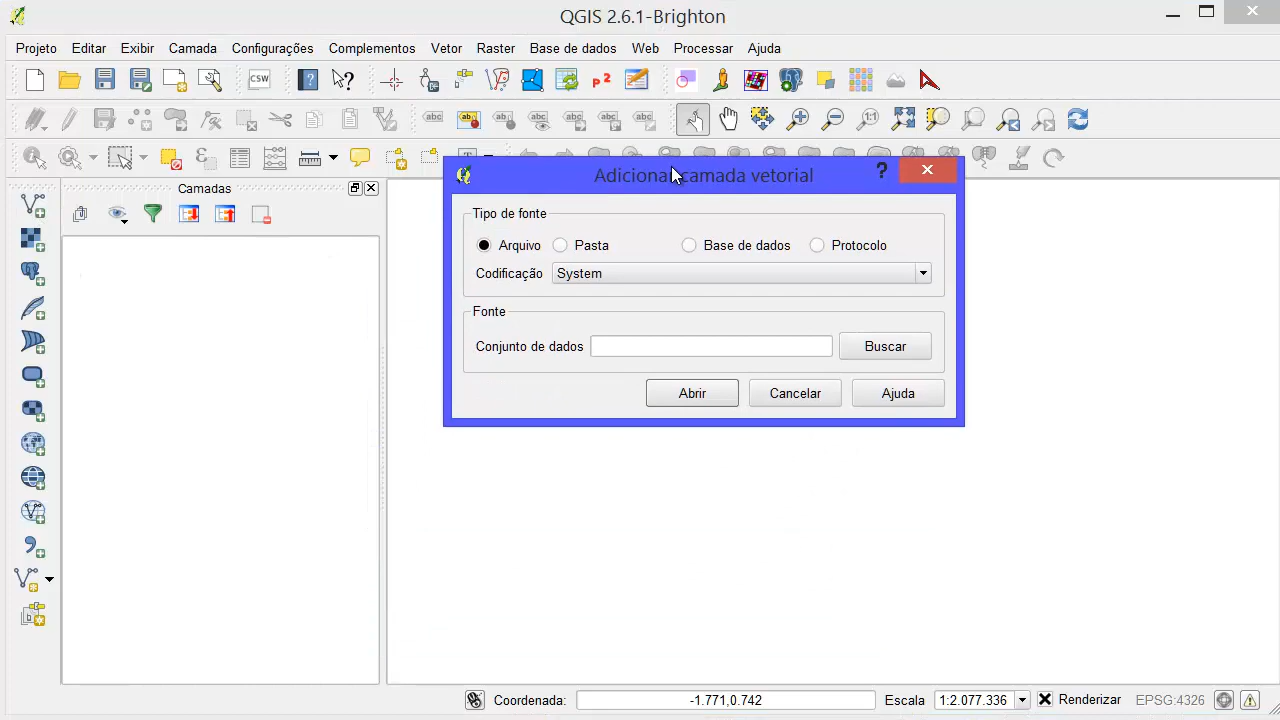 QGIS 2.6.1-Brighton
Projeto Editar Exibir Camada Configurações Complementos Vetor Raster Base de dados Web Processar Ajuda
CSW
Camadas
Adicionar camada vetorial
Tipo de fonte
Arquivo Pasta Base de dados Protocolo
Codificação System
Fonte
Conjunto de dados Buscar
Abrir Cancelar Ajuda
Coordenada: -1.771,0.742 Escala 1:2.077.336 Renderizar EPSG:4326